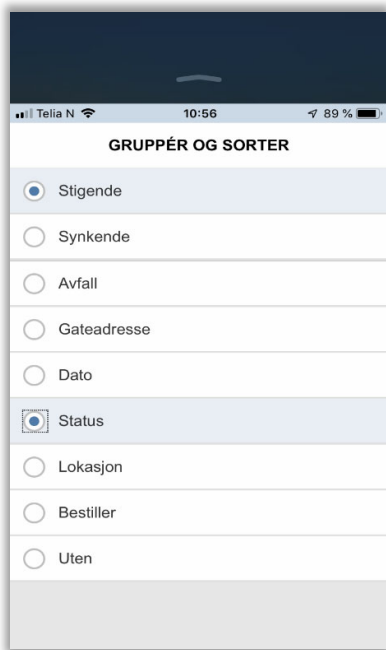 Telia N 10:56 89 %
GRUPPÉR OG SORTER
Stigende
Synkende
Avfall
Gateadresse
Dato
Status
Lokasjon
Bestiller
Uten